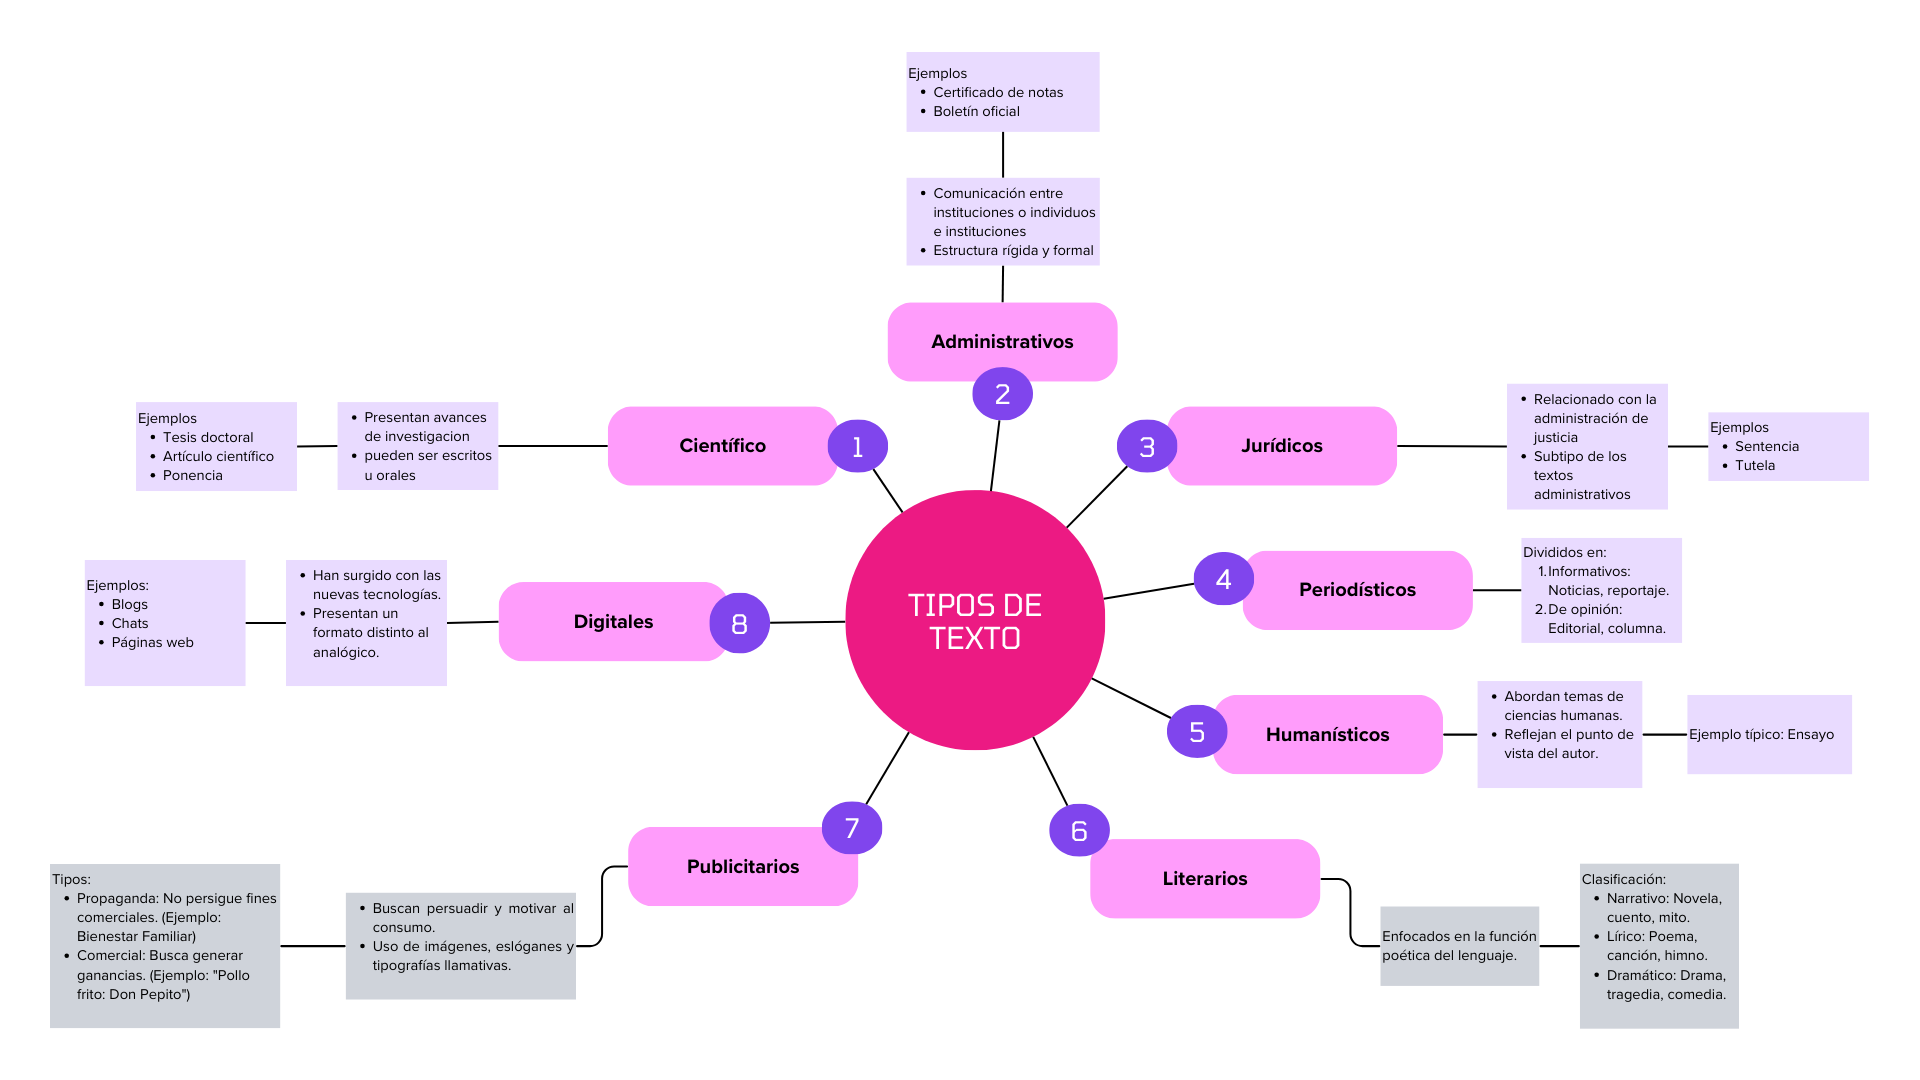 TIPOS DE
TEXTO
1
Científico
• Presentan avances
de investigacion
• pueden ser escritos
u orales
Ejemplos
• Tesis doctoral
• Artículo científico
• Ponencia
2
Administrativos
• Comunicación entre
instituciones o individuos
e instituciones
• Estructura rígida y formal
Ejemplos
• Certificado de notas
• Boletín oficial
3
Jurídicos
• Relacionado con la
administración de
justicia
• Subtipo de los
textos
administrativos
Ejemplos
• Sentencia
• Tutela
4
Periodísticos
Divididos en:
1. Informativos:
Noticias, reportaje.
2. De opinión:
Editorial, columna.
5
Humanísticos
• Abordan temas de
ciencias humanas.
• Reflejan el punto de
vista del autor.
Ejemplo típico: Ensayo
6
Literarios
Enfocados en la función
poética del lenguaje.
Clasificación:
• Narrativo: Novela,
cuento, mito.
• Lírico: Poema,
canción, himno.
• Dramático: Drama,
tragedia, comedia.
7
Publicitarios
• Buscan persuadir y motivar al
consumo.
• Uso de imágenes, eslóganes y
tipografías llamativas.
Tipos:
• Propaganda: No persigue fines
comerciales. (Ejemplo:
Bienestar Familiar)
• Comercial: Busca generar
ganancias. (Ejemplo: "Pollo
frito: Don Pepito")
8
Digitales
• Han surgido con las
nuevas tecnologías.
• Presentan un
formato distinto al
analógico.
Ejemplos:
• Blogs
• Chats
• Páginas web